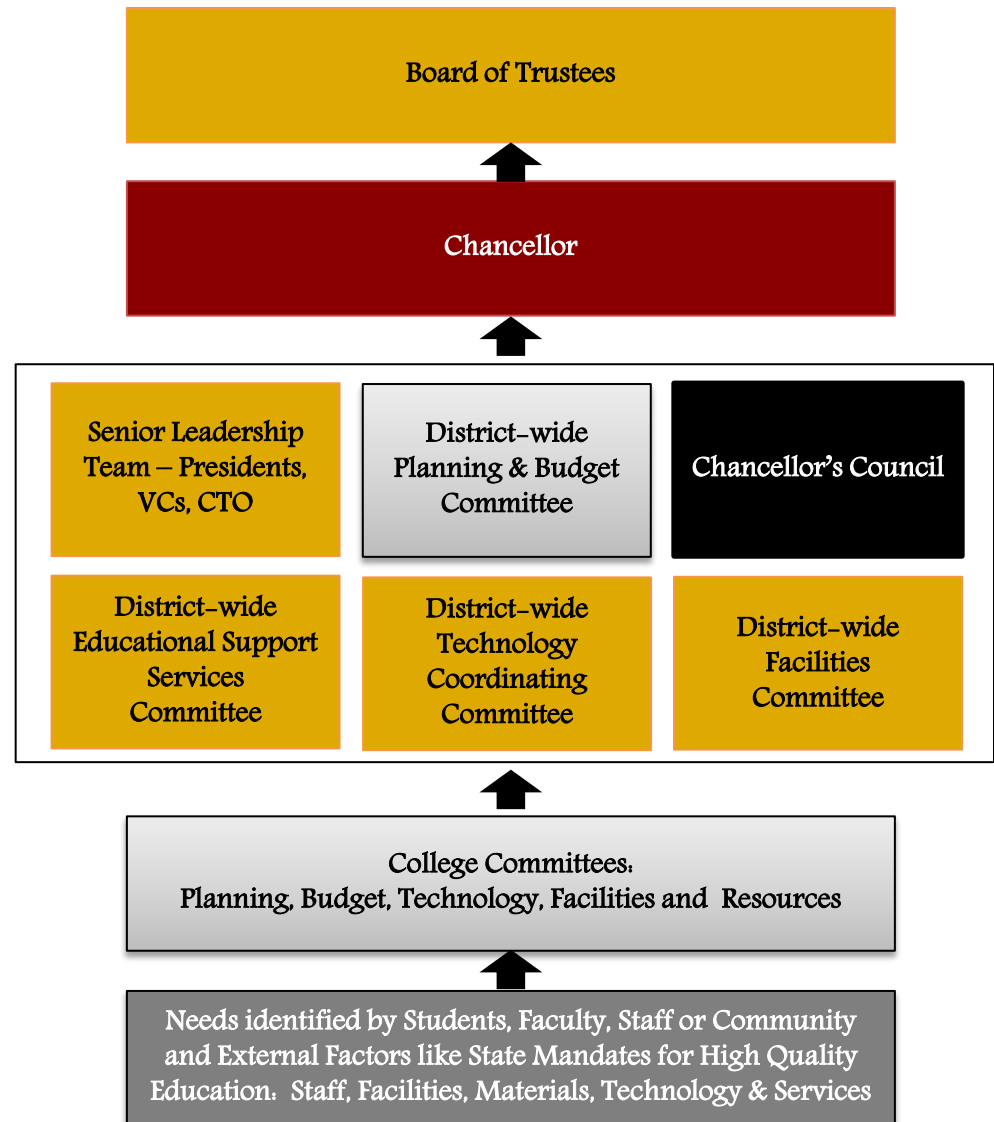 Board of Trustees
Chancellor
Senior Leadership
Team – Presidents,
VCs, CTO
District-wide
Planning & Budget
Committee
Chancellor’s Council
District-wide
Educational Support
Services
Committee
District-wide
Technology
Coordinating
Committee
District-wide
Facilities
Committee
College Committees:
Planning, Budget, Technology, Facilities and Resources
Needs identified by Students, Faculty, Staff or Community
and External Factors like State Mandates for High Quality
Education: Staff, Facilities, Materials, Technology & Services